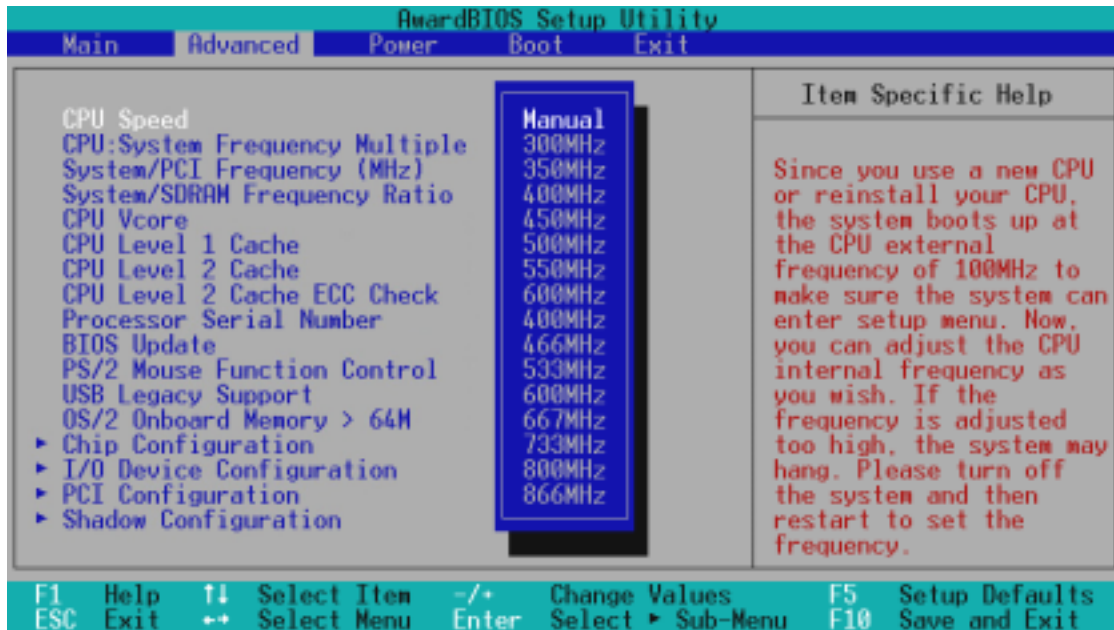 AwardBIOS Setup Utility
Main Advanced Power Boot Exit
CPU Speed
CPU:System Frequency Multiple
System/PCI Frequency (MHz)
System/SDRAM Frequency Ratio
CPU Vcore
CPU Level 1 Cache
CPU Level 2 Cache
CPU Level 2 Cache ECC Check
Processor Serial Number
BIOS Update
PS/2 Mouse Function Control
USB Legacy Support
OS/2 Onboard Memory > 64M
► Chip Configuration
► I/O Device Configuration
► PCI Configuration
► Shadow Configuration
Manual
300MHz
350MHz
400MHz
450MHz
500MHz
550MHz
600MHz
400MHz
466MHz
533MHz
600MHz
667MHz
733MHz
800MHz
866MHz
Item Specific Help
Since you use a new CPU
or reinstall your CPU,
the system boots up at
the CPU external
frequency of 100MHz to
make sure the system can
enter setup menu. Now,
you can adjust the CPU
internal frequency as
you wish. If the
frequency is adjusted
too high, the system may
hang. Please turn off
the system and then
restart to set the
frequency.
F1 Help ↑↓ Select Item -/+ Change Values F5 Setup Defaults
ESC Exit ←→ Select Menu Enter Select ► Sub-Menu F10 Save and Exit